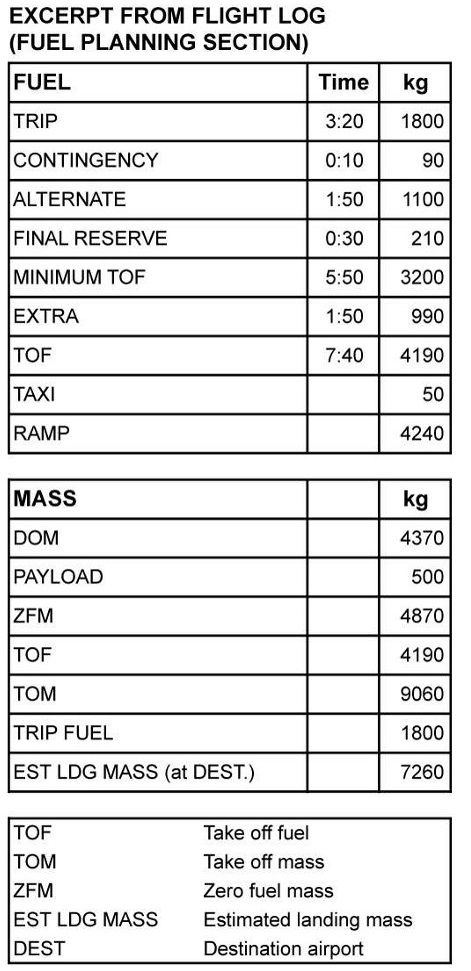 EXCERPT FROM FLIGHT LOG
(FUEL PLANNING SECTION)
FUEL Time kg
TRIP 3:20 1800
CONTINGENCY 0:10 90
ALTERNATE 1:50 1100
FINAL RESERVE 0:30 210
MINIMUM TOF 5:50 3200
EXTRA 1:50 990
TOF 7:40 4190
TAXI 50
RAMP 4240
MASS kg
DOM 4370
PAYLOAD 500
ZFM 4870
TOF 4190
TOM 9060
TRIP FUEL 1800
EST LDG MASS (at DEST.) 7260
TOF Take off fuel
TOM Take off mass
ZFM Zero fuel mass
EST LDG MASS Estimated landing mass
DEST Destination airport